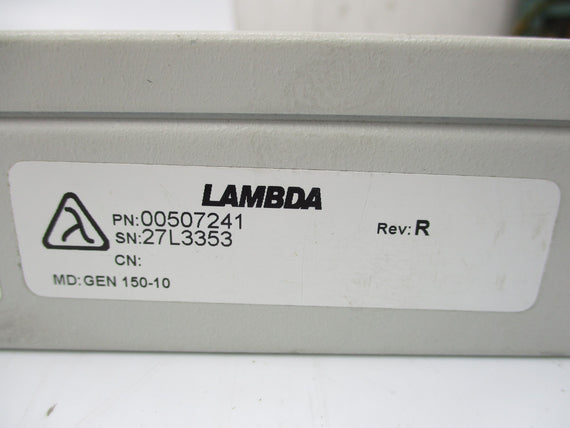 LAMBDA
PN:00507241
Rev:R
SN:27L3353
CN:
MD:GEN 150-10